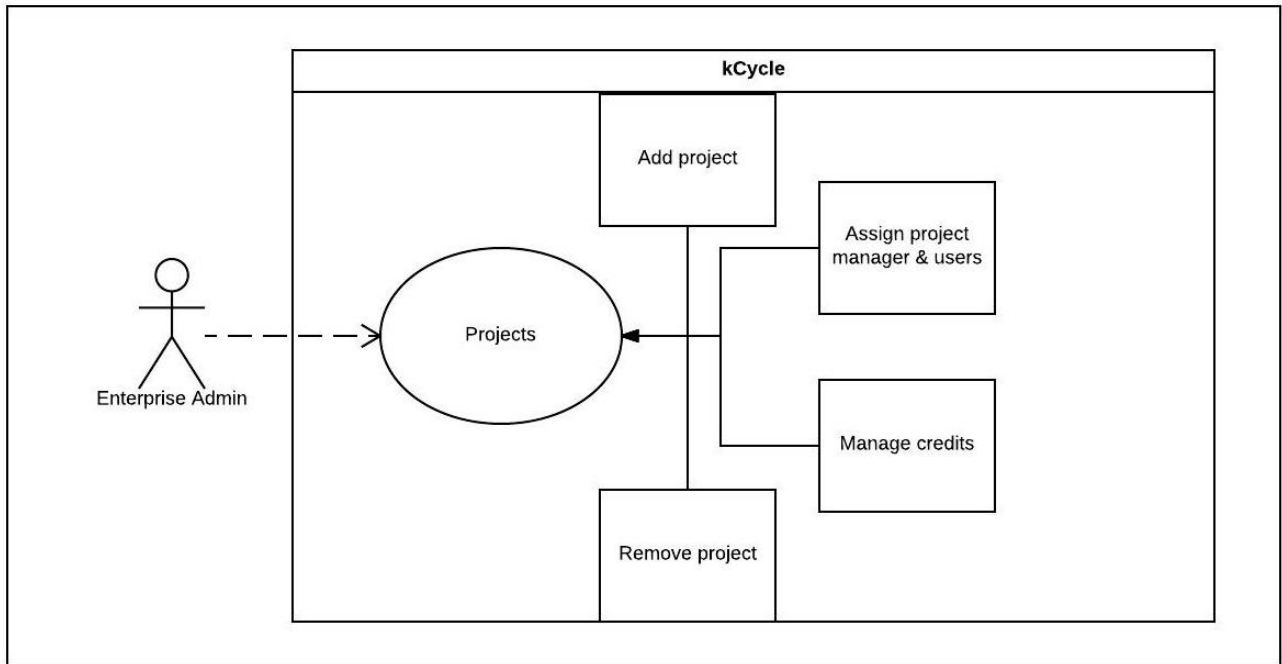 kCycle
Add project
Assign project
manager & users
Projects
Enterprise Admin
Manage credits
Remove project